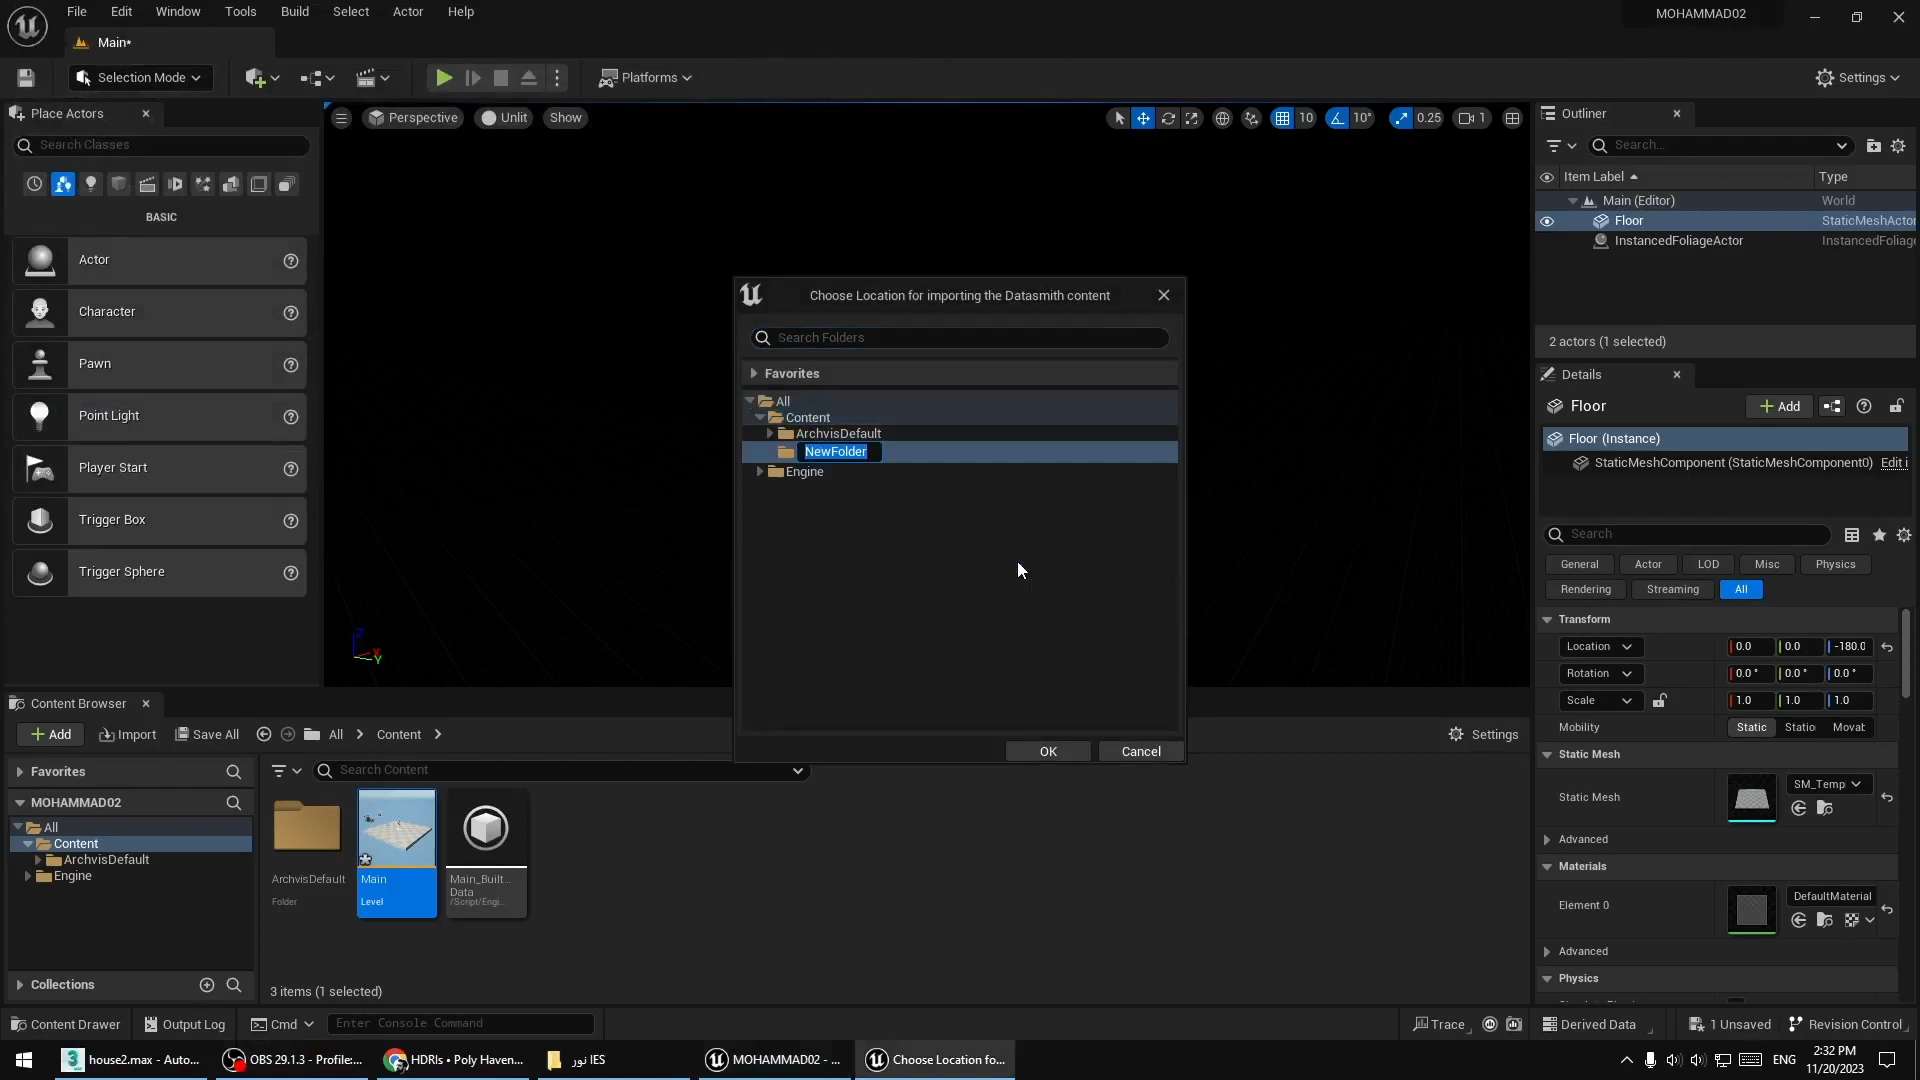 File Edit Window Tools Build Select Actor Help
MOHAMMAD02
Main*
Selection Mode
Platforms
Settings
Place Actors
Search Classes
BASIC
Actor
Character
Pawn
Point Light
Player Start
Trigger Box
Trigger Sphere
Perspective Unlit Show
10 10° 0.25 1
Choose Location for importing the Datasmith content
Search Folders
Favorites
All
Content
ArchvisDefault
NewFolder
Engine
OK Cancel
Outliner
Search...
Item Label Type
Main (Editor) World
Floor StaticMeshActor
InstancedFoliageActor InstancedFoliage
2 actors (1 selected)
Details
Floor
Add
Floor (Instance)
StaticMeshComponent (StaticMeshComponent0) Edit i
Search
General Actor LOD Misc Physics
Rendering Streaming All
Transform
Location 0.0 0.0 -180.0
Rotation 0.0° 0.0° 0.0°
Scale 1.0 1.0 1.0
Mobility Static Statio Movab
Static Mesh
Static Mesh SM_Temp
Advanced
Materials
Element 0 DefaultMaterial
Advanced
Physics
Content Browser
Add Import Save All All Content Settings
Favorites
MOHAMMAD02
All
Content
ArchvisDefault
Engine
Collections
Search Content
ArchvisDefault
Folder
Main
Level
Main_Built...
Data
/Script/Engi...
3 items (1 selected)
Content Drawer Output Log Cmd Enter Console Command Trace Derived Data 1 Unsaved Revision Control
house2.max - Auto... OBS 29.1.3 - Profile:... HDRIs • Poly Haven... نور IES MOHAMMAD02 - ... Choose Location fo... ENG
2:32 PM
11/20/2023